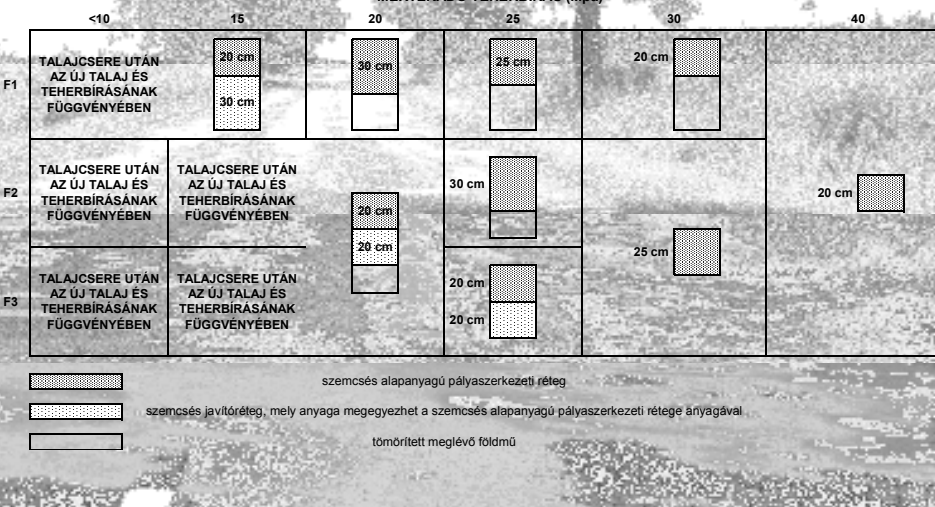 <10 15 20 25 30 40
F1
TALAJCSERE UTÁN
AZ ÚJ TALAJ ÉS
TEHERBÍRÁSÁNAK
FÜGGVÉNYÉBEN
20 cm
30 cm
30 cm
25 cm
20 cm
F2
TALAJCSERE UTÁN
AZ ÚJ TALAJ ÉS
TEHERBÍRÁSÁNAK
FÜGGVÉNYÉBEN
TALAJCSERE UTÁN
AZ ÚJ TALAJ ÉS
TEHERBÍRÁSÁNAK
FÜGGVÉNYÉBEN
20 cm
20 cm
30 cm
25 cm
20 cm
F3
TALAJCSERE UTÁN
AZ ÚJ TALAJ ÉS
TEHERBÍRÁSÁNAK
FÜGGVÉNYÉBEN
TALAJCSERE UTÁN
AZ ÚJ TALAJ ÉS
TEHERBÍRÁSÁNAK
FÜGGVÉNYÉBEN
20 cm
20 cm
szemcsés alapanyagú pályaszerkezeti réteg
szemcsés javítóréteg, mely anyaga megegyezhet a szemcsés alapanyagú pályaszerkezeti rétege anyagával
tömörített meglévő földmű